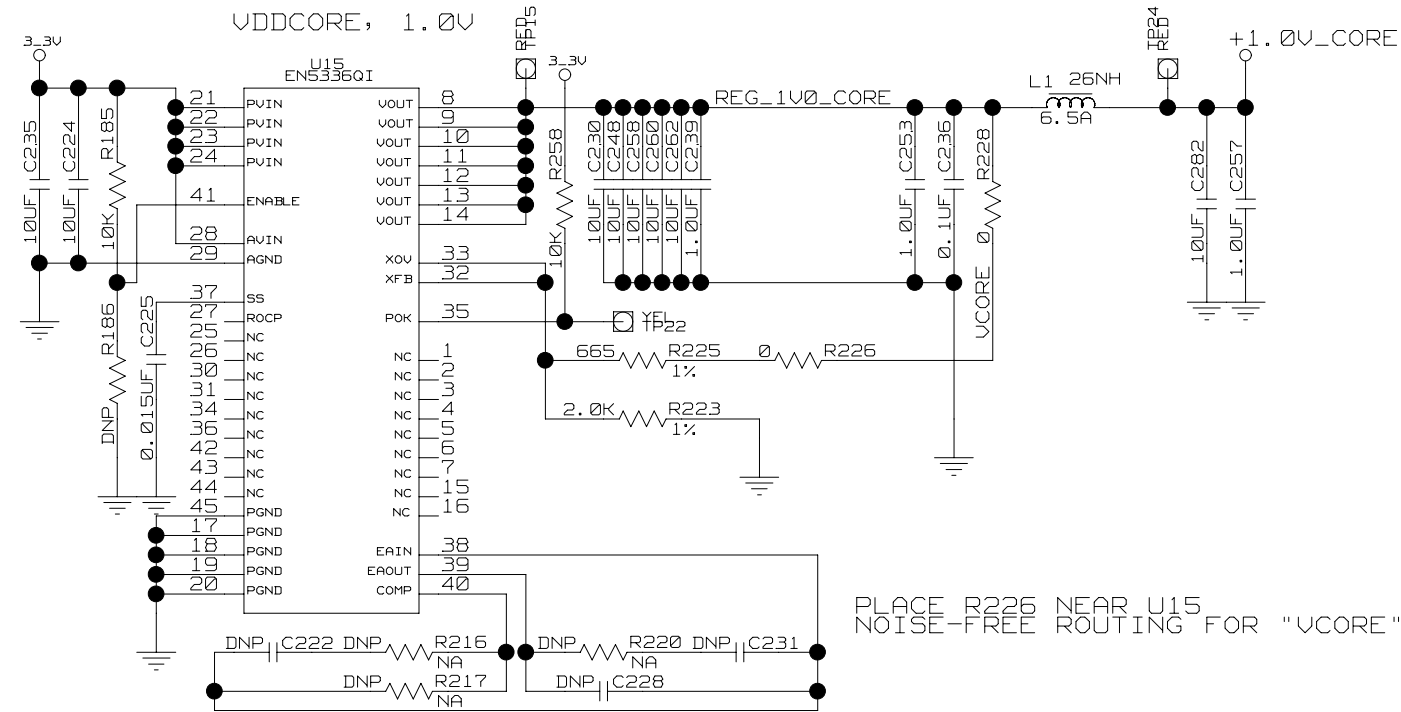 VDDCORE, 1.0V
3_3V
U15
EN5336QI
RED
TP15
3_3V
TP24
RED
+1.0V_CORE
L1 26NH
6.5A
REG_1V0_CORE
21 PVIN
22 PVIN
23 PVIN
24 PVIN
41 ENABLE
28 AVIN
29 AGND
37 SS
27 ROCP
25 NC
26 NC
30 NC
31 NC
34 NC
36 NC
42 NC
43 NC
44 NC
45 PGND
17 PGND
18 PGND
19 PGND
20 PGND
VOUT 8
VOUT 9
VOUT 10
VOUT 11
VOUT 12
VOUT 13
VOUT 14
XOV 33
XFB 32
POK 35
NC 1
NC 2
NC 3
NC 4
NC 5
NC 6
NC 7
NC 15
NC 16
EAIN 38
EAOUT 39
COMP 40
10UF C235
10UF C224
10K R185
DNP R186
0.015UF C225
10K R258
10UF C230
10UF C248
10UF C258
10UF C260
10UF C262
1.0UF C239
1.0UF C253
0.1UF C236
0 R228
VCORE
10UF C282
1.0UF C257
YEL
TP22
665 R225
1%
0 R226
2.0K R223
1%
DNP C222 DNP R216
NA
DNP R217
NA
DNP R220 DNP C231
NA
DNP C228
PLACE R226 NEAR U15
NOISE-FREE ROUTING FOR "VCORE"